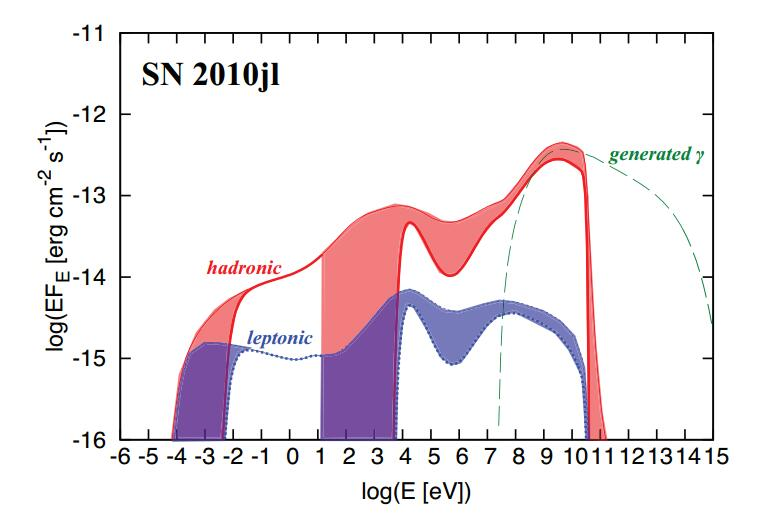 SN 2010jl
log(EF_E [erg cm⁻² s⁻¹])
-11
-12
-13
-14
-15
-16
generated γ
hadronic
leptonic
-6 -5 -4 -3 -2 -1 0 1 2 3 4 5 6 7 8 9 10 11 12 13 14 15
log(E [eV])